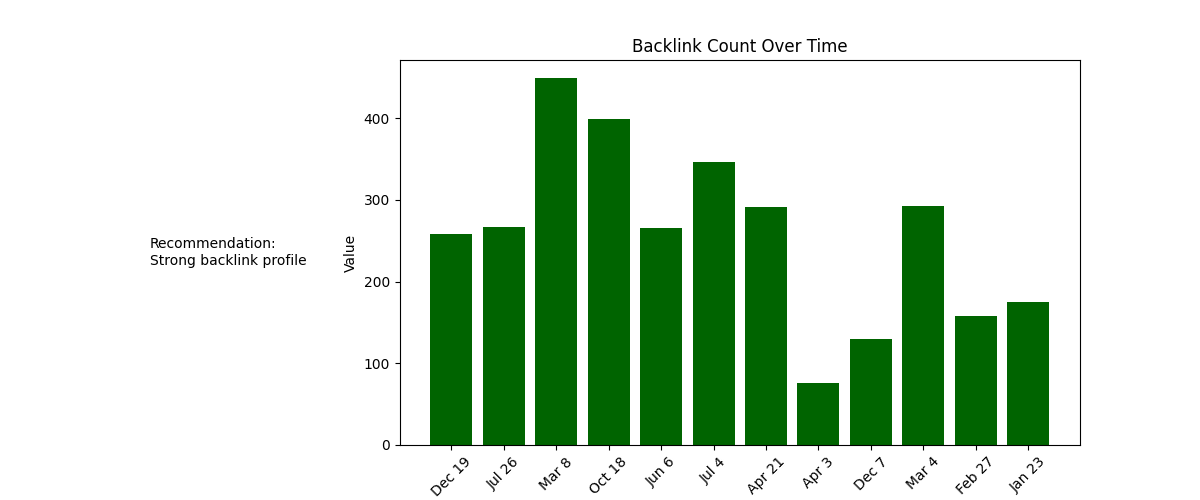 Backlink Count Over Time
Recommendation:
Strong backlink profile
Value
400
300
200
100
0
Dec 19
Jul 26
Mar 8
Oct 18
Jun 6
Jul 4
Apr 21
Apr 3
Dec 7
Mar 4
Feb 27
Jan 23